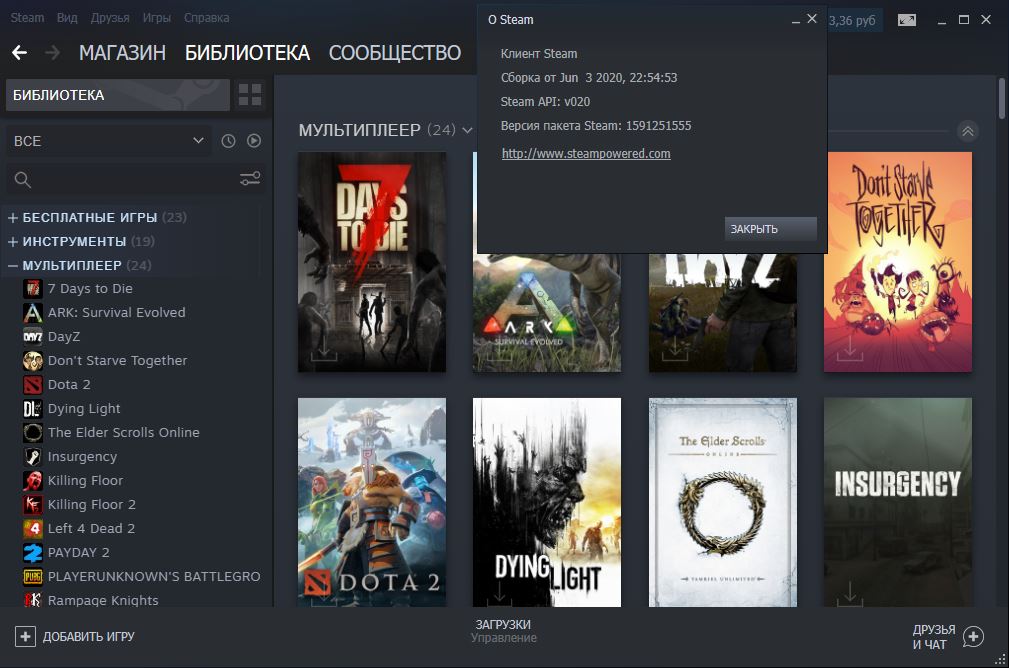 Steam Вид Друзья Игры Справка
3,36 руб
МАГАЗИН БИБЛИОТЕКА СООБЩЕСТВО
О Steam
Клиент Steam
Сборка от Jun 3 2020, 22:54:53
Steam API: v020
Версия пакета Steam: 1591251555
http://www.steampowered.com
ЗАКРЫТЬ
БИБЛИОТЕКА
ВСЕ
+ БЕСПЛАТНЫЕ ИГРЫ (23)
+ ИНСТРУМЕНТЫ (19)
— МУЛЬТИПЛЕЕР (24)
7 Days to Die
ARK: Survival Evolved
DayZ
Don't Starve Together
Dota 2
Dying Light
The Elder Scrolls Online
Insurgency
Killing Floor
Killing Floor 2
Left 4 Dead 2
PAYDAY 2
PLAYERUNKNOWN'S BATTLEGRO
Rampage Knights
МУЛЬТИПЛЕЕР (24)
7
DAYS
TO DIE
ARK
SURVIVAL EVOLVED
DAYZ
Don't Starve
TOGETHER
DOTA 2
DYING LIGHT
The Elder Scrolls
ONLINE
TAMRIEL UNLIMITED
INSURGENCY
ДОБАВИТЬ ИГРУ
ЗАГРУЗКИ
Управление
ДРУЗЬЯ
И ЧАТ